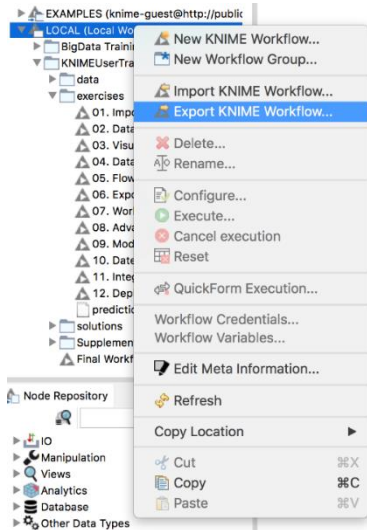 EXAMPLES (knime-guest@http://public
LOCAL (Local Wo
BigData Trainin
KNIMEUserTra
data
exercises
01. Impo
02. Data
03. Visu
04. Data
05. Flow
06. Expo
07. Wor
08. Adva
09. Mod
10. Date
11. Integ
12. Dep
predictio
solutions
Supplemen
Final Workf
Node Repository
IO
Manipulation
Views
Analytics
Database
Other Data Types
New KNIME Workflow...
New Workflow Group...
Import KNIME Workflow...
Export KNIME Workflow...
Delete...
Rename...
Configure...
Execute...
Cancel execution
Reset
QuickForm Execution...
Workflow Credentials...
Workflow Variables...
Edit Meta Information...
Refresh
Copy Location
Cut ⌘X
Copy ⌘C
Paste ⌘V